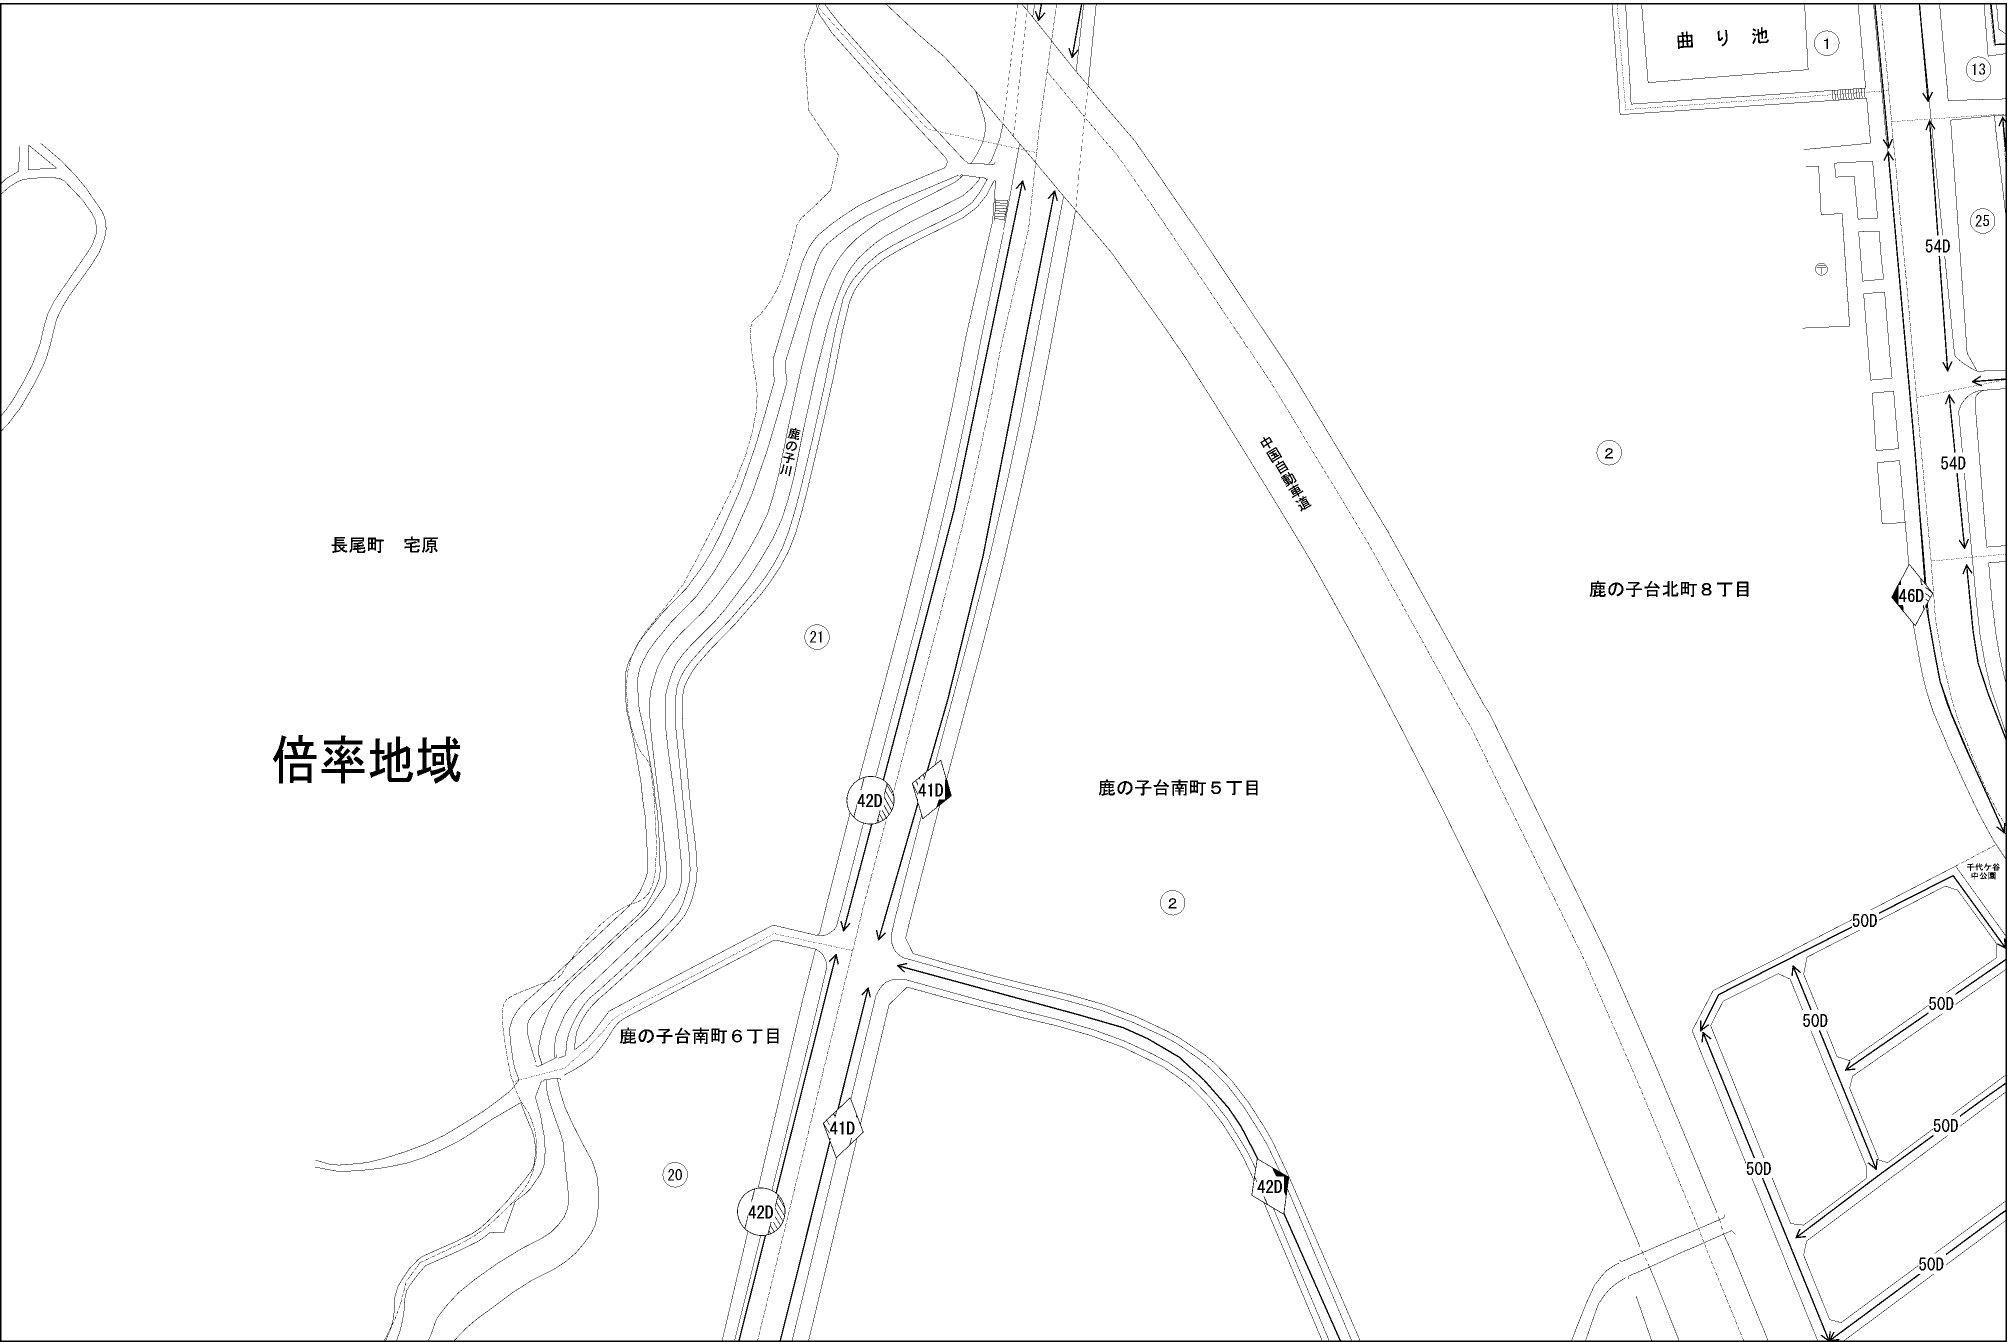 曲り池
1
13
25
54D
〒
鹿の子川
中国自動車道
2
54D
長尾町　宅原
鹿の子台北町８丁目
46D
21
倍率地域
鹿の子台南町５丁目
42D
41D
千代ケ谷
中公園
2
50D
50D
50D
鹿の子台南町６丁目
41D
50D
50D
20
42D
42D
50D